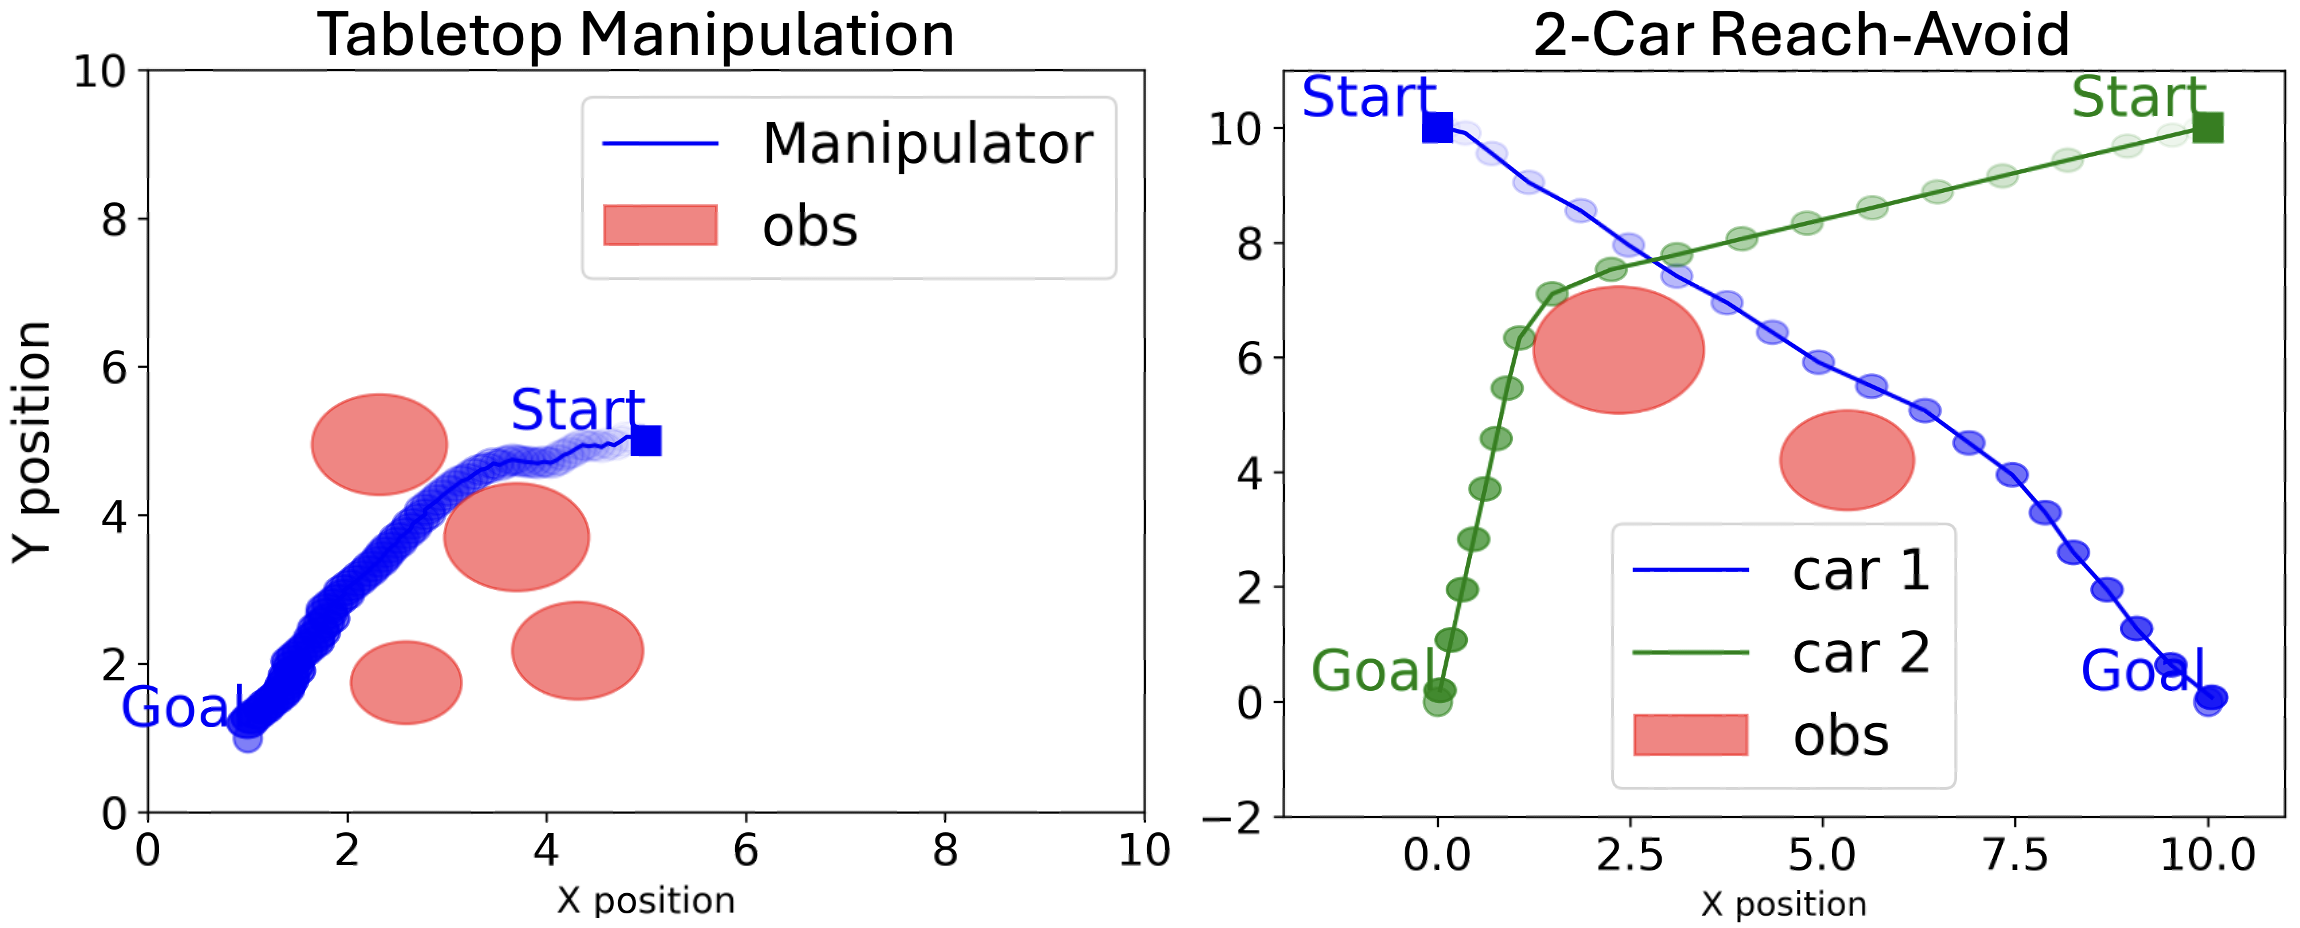 Tabletop Manipulation
Y position
10
8
6
4
2
0
Manipulator
obs
Start
Goal
0 2 4 6 8 10
X position
2-Car Reach-Avoid
10
8
6
4
2
0
−2
Start
Start
Goal
Goal
car 1
car 2
obs
0.0 2.5 5.0 7.5 10.0
X position